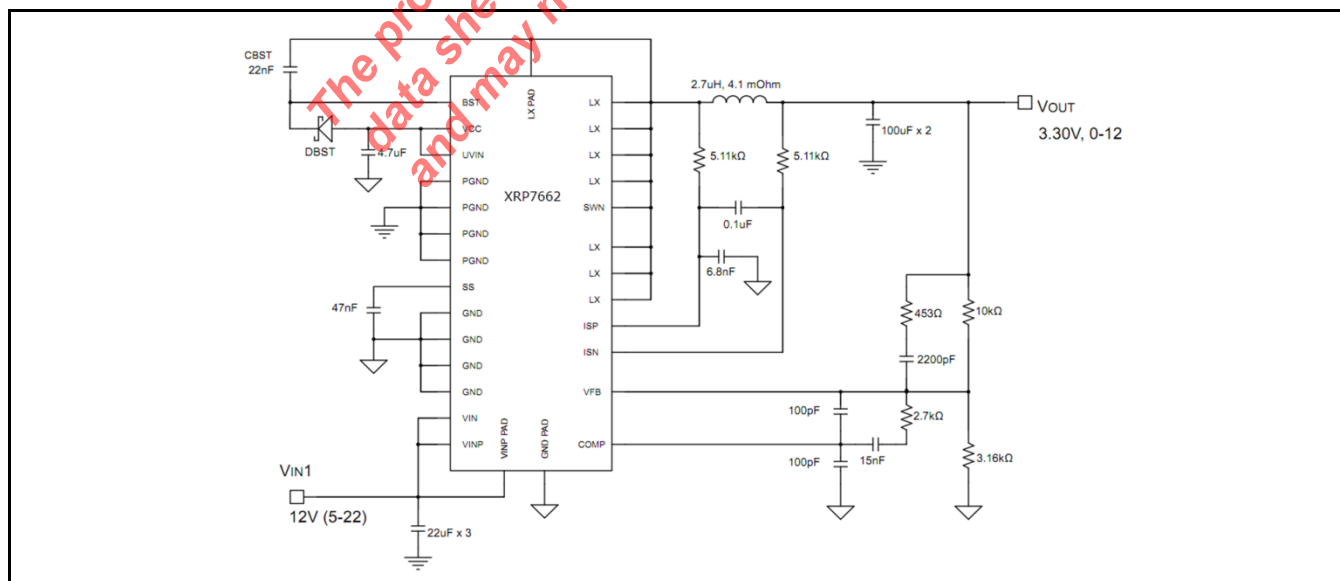 The pro
data she
and may n
CBST
22nF
DBST
4.7uF
BST
VCC
UVIN
PGND
PGND
PGND
PGND
SS
GND
GND
GND
GND
VIN
VINP
LX PAD
XRP7662
VINP PAD
GND PAD
LX
LX
LX
LX
SWN
LX
LX
LX
ISP
ISN
VFB
COMP
47nF
VIN1
12V (5-22)
22uF x 3
2.7uH, 4.1 mOhm
5.11kΩ
5.11kΩ
0.1uF
6.8nF
100uF x 2
VOUT
3.30V, 0-12
453Ω
10kΩ
2200pF
100pF
2.7kΩ
100pF
15nF
3.16kΩ